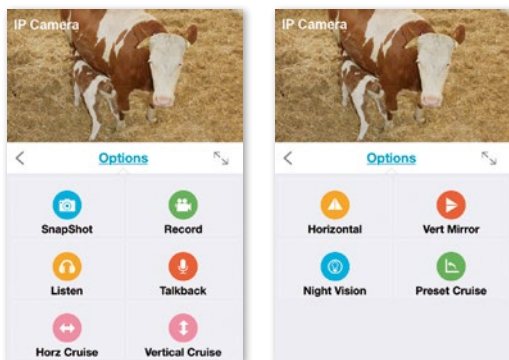 IP Camera
Options
SnapShot
Record
Listen
Talkback
Horz Cruise
Vertical Cruise
IP Camera
Options
Horizontal
Vert Mirror
Night Vision
Preset Cruise